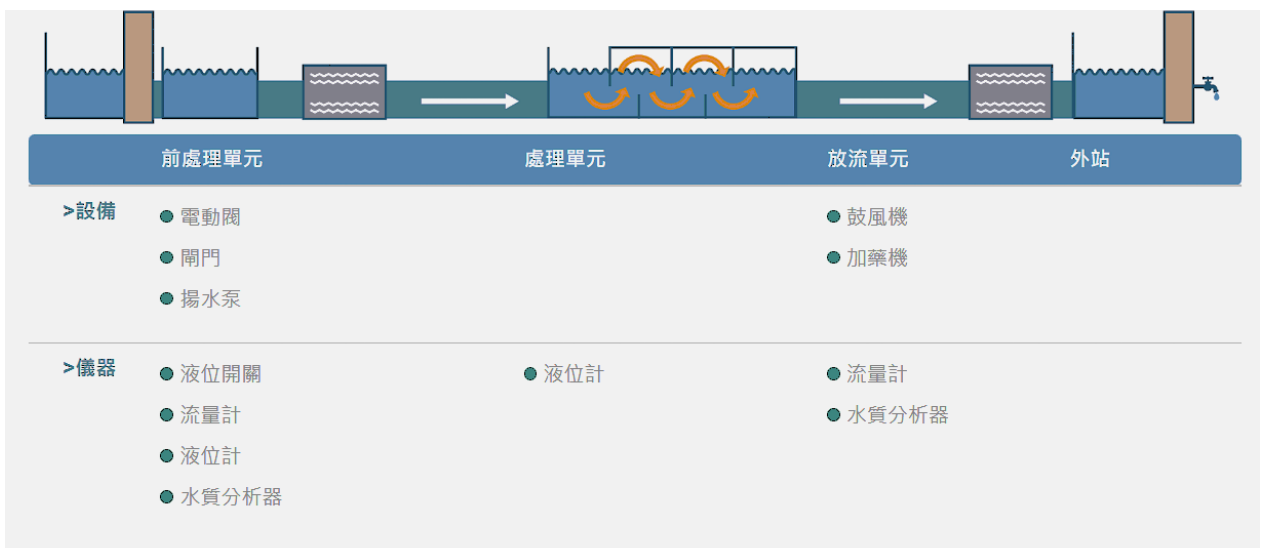 前處理單元 處理單元 放流單元 外站
>設備
電動閥 鼓風機
閘門 加藥機
揚水泵
>儀器
液位開關 液位計 流量計
流量計 水質分析器
液位計
水質分析器